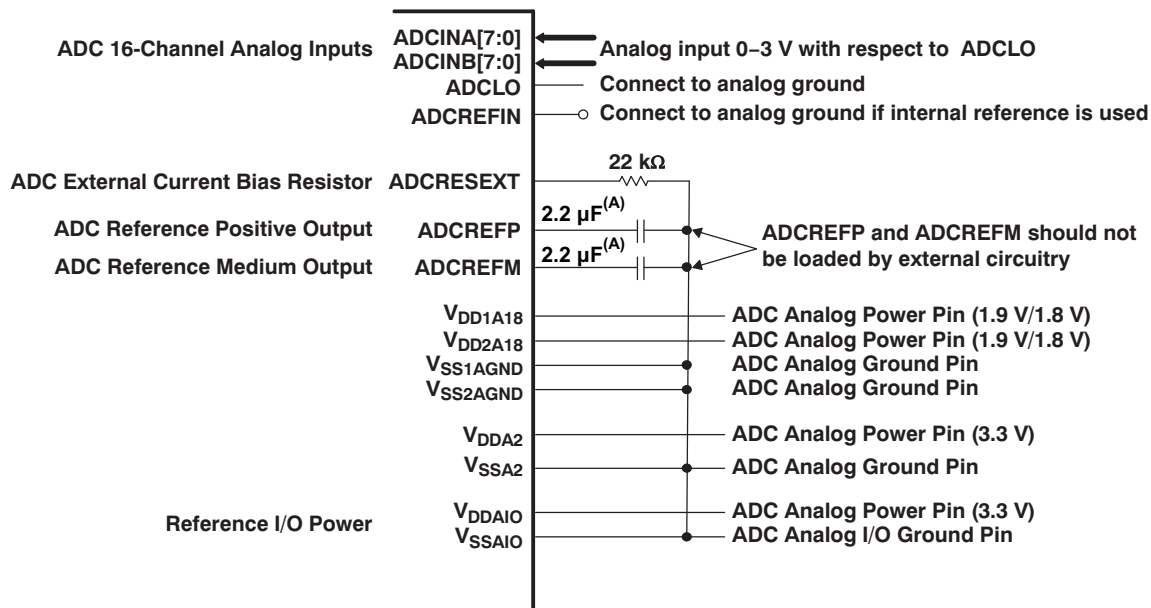 ADC 16-Channel Analog Inputs
ADCINA[7:0]
ADCINB[7:0]
Analog input 0–3 V with respect to ADCLO
ADCLO
Connect to analog ground
ADCREFIN
Connect to analog ground if internal reference is used
22 kΩ
ADC External Current Bias Resistor ADCRESEXT
2.2 µF(A)
ADC Reference Positive Output ADCREFP
2.2 µF(A)
ADC Reference Medium Output ADCREFM
ADCREFP and ADCREFM should not
be loaded by external circuitry
VDD1A18 ADC Analog Power Pin (1.9 V/1.8 V)
VDD2A18 ADC Analog Power Pin (1.9 V/1.8 V)
VSS1AGND ADC Analog Ground Pin
VSS2AGND ADC Analog Ground Pin
VDDA2 ADC Analog Power Pin (3.3 V)
VSSA2 ADC Analog Ground Pin
Reference I/O Power
VDDAIO ADC Analog Power Pin (3.3 V)
VSSAIO ADC Analog I/O Ground Pin